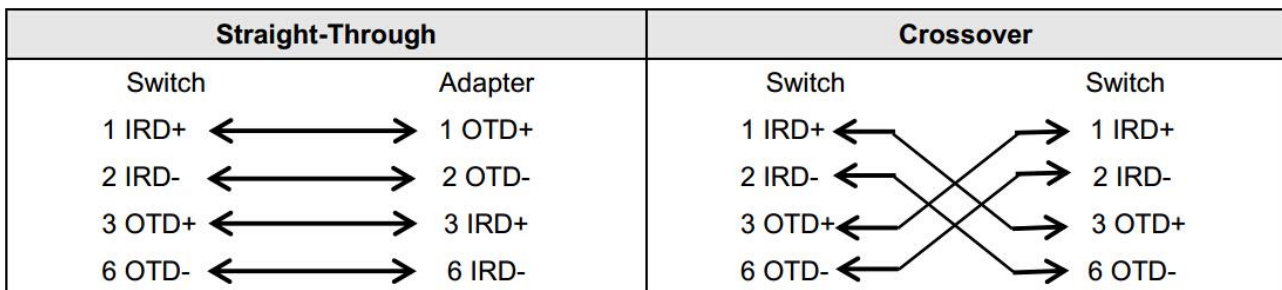 Straight-Through Crossover
Switch Adapter Switch Switch
1 IRD+ 1 OTD+ 1 IRD+ 1 IRD+
2 IRD- 2 OTD- 2 IRD- 2 IRD-
3 OTD+ 3 IRD+ 3 OTD+ 3 OTD+
6 OTD- 6 IRD- 6 OTD- 6 OTD-